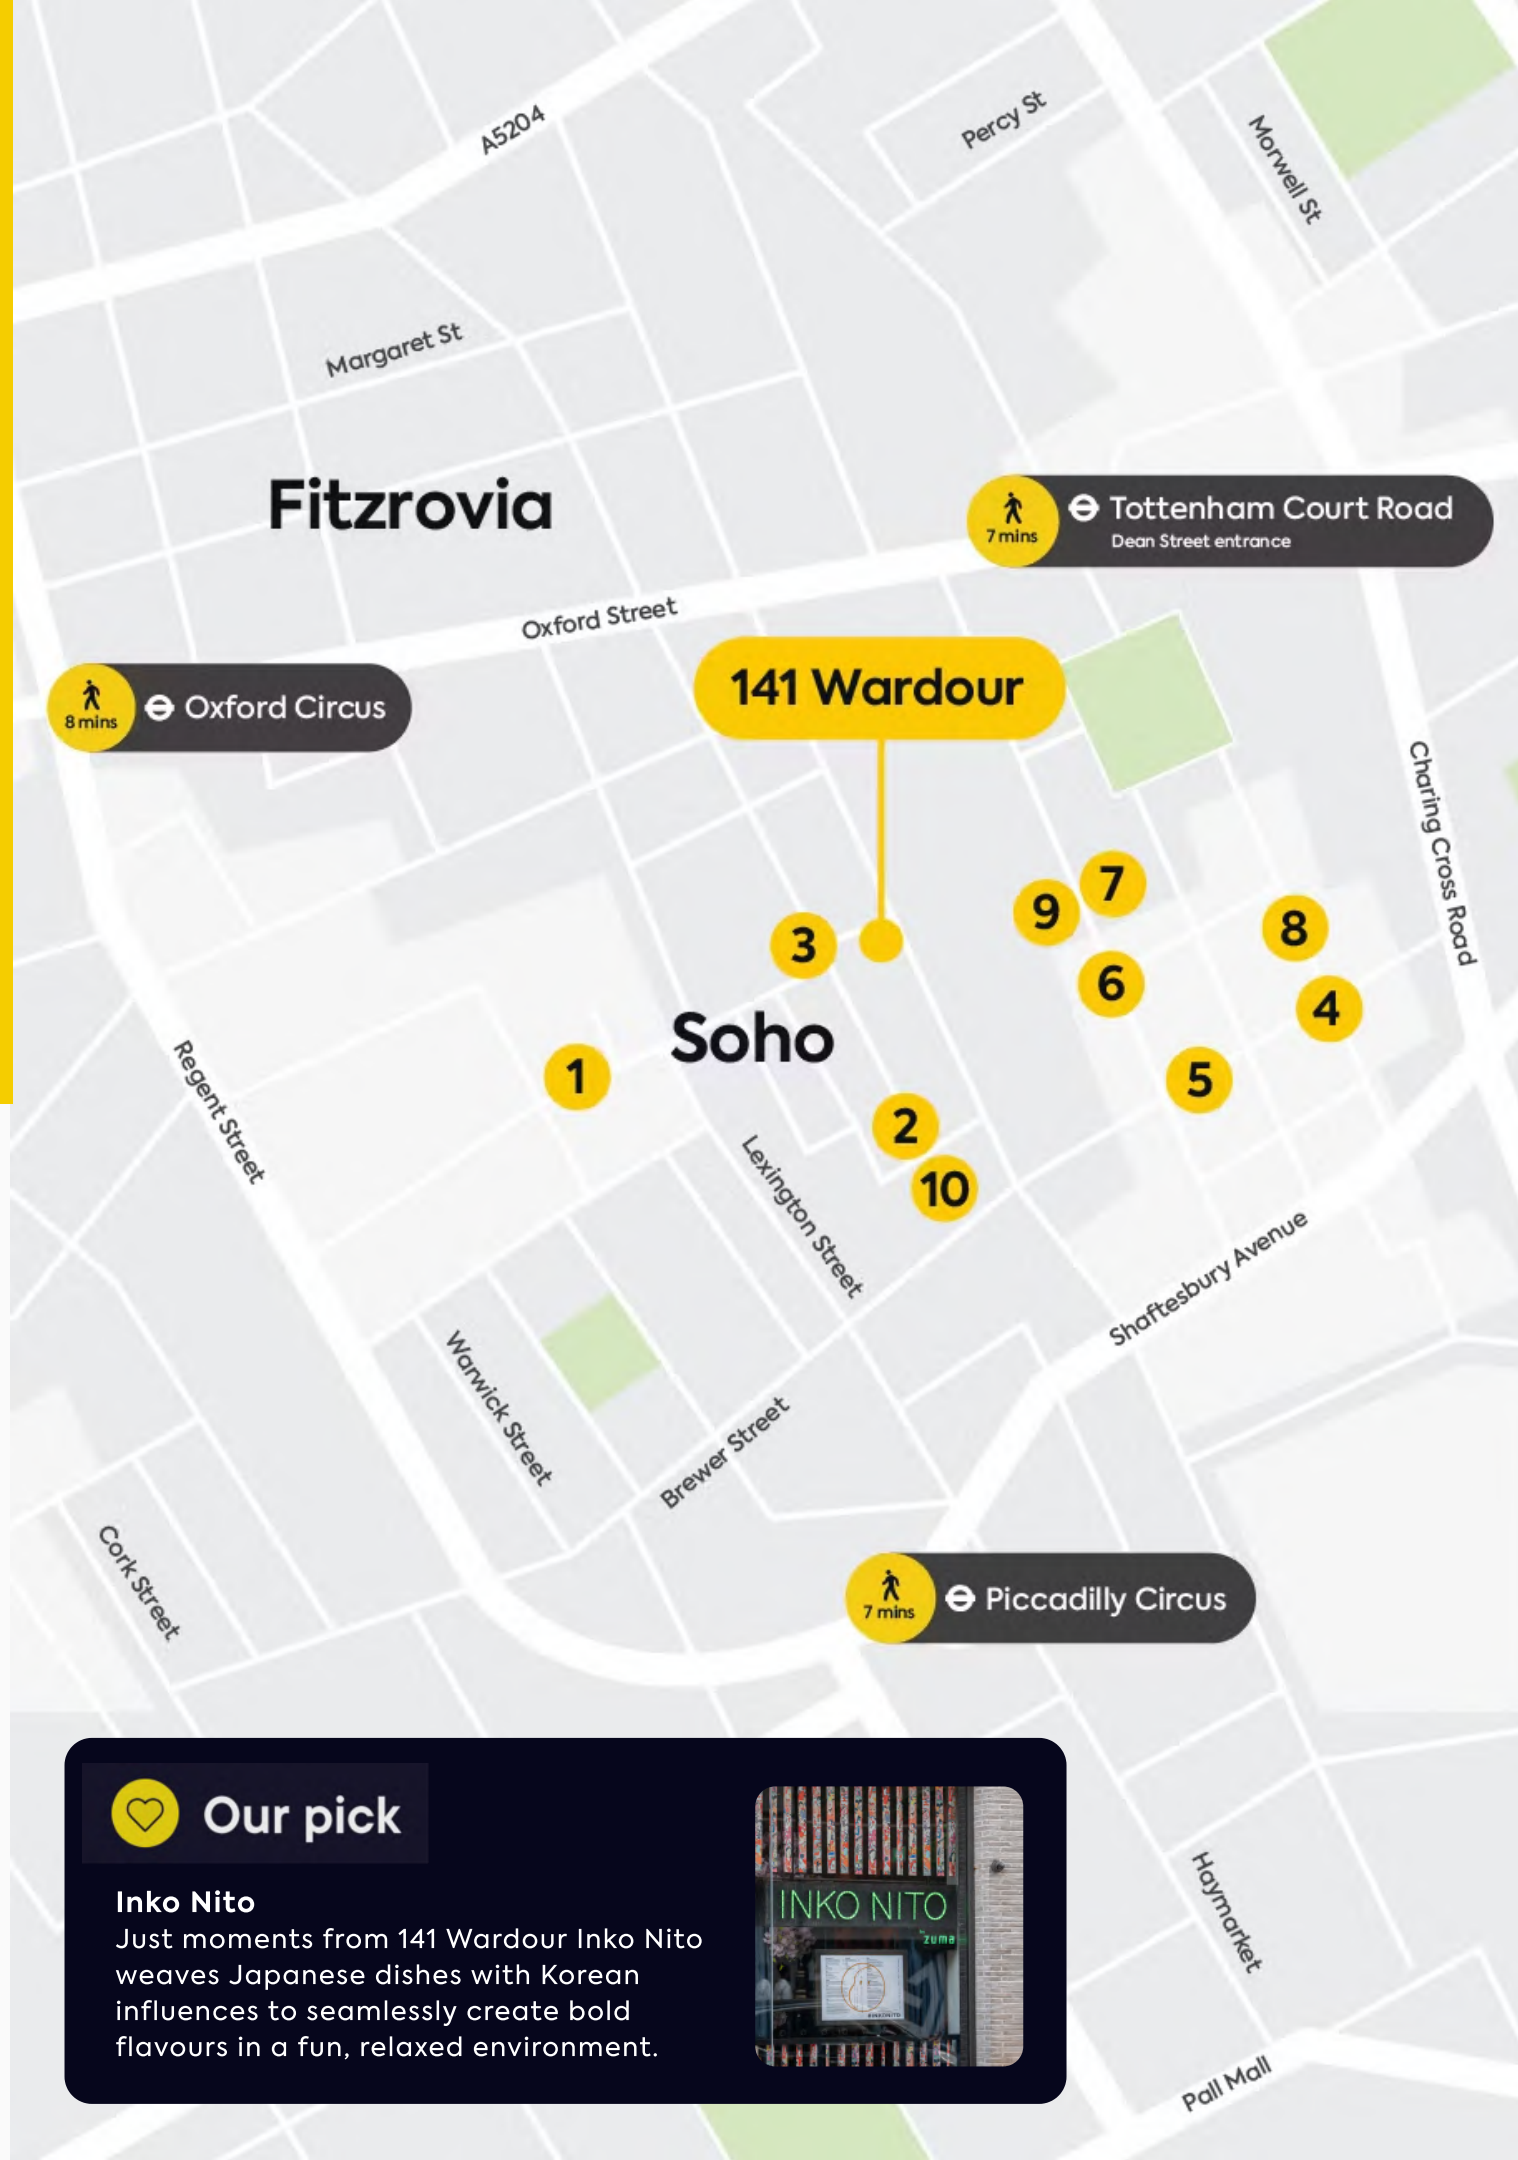 A5204
Percy St
Morwell St
Margaret St
Fitzrovia
7 mins
Tottenham Court Road
Dean Street entrance
Oxford Street
141 Wardour
8 mins
Oxford Circus
Charing Cross Road
7
9
8
3
6
4
Soho
1
5
Regent Street
2
10
Lexington Street
Shaftesbury Avenue
Warwick Street
Brewer Street
Cork Street
7 mins
Piccadilly Circus
Our pick
Inko Nito
Just moments from 141 Wardour Inko Nito
weaves Japanese dishes with Korean
influences to seamlessly create bold
flavours in a fun, relaxed environment.
INKO NITO
by zuma
#INKONITO
Haymarket
Pall Mall